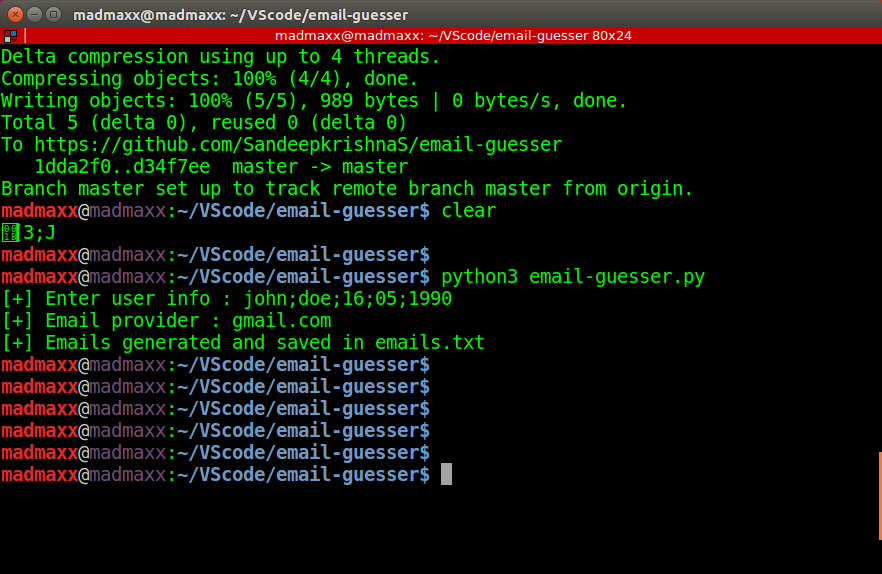 madmaxx@madmaxx: ~/VScode/email-guesser
madmaxx@madmaxx: ~/VScode/email-guesser 80x24
Delta compression using up to 4 threads.
Compressing objects: 100% (4/4), done.
Writing objects: 100% (5/5), 989 bytes | 0 bytes/s, done.
Total 5 (delta 0), reused 0 (delta 0)
To https://github.com/SandeepkrishnaS/email-guesser
   1dda2f0..d34f7ee  master -> master
Branch master set up to track remote branch master from origin.
madmaxx@madmaxx:~/VScode/email-guesser$ clear
[3;J
madmaxx@madmaxx:~/VScode/email-guesser$
madmaxx@madmaxx:~/VScode/email-guesser$ python3 email-guesser.py
[+] Enter user info : john;doe;16;05;1990
[+] Email provider : gmail.com
[+] Emails generated and saved in emails.txt
madmaxx@madmaxx:~/VScode/email-guesser$
madmaxx@madmaxx:~/VScode/email-guesser$
madmaxx@madmaxx:~/VScode/email-guesser$
madmaxx@madmaxx:~/VScode/email-guesser$
madmaxx@madmaxx:~/VScode/email-guesser$
madmaxx@madmaxx:~/VScode/email-guesser$